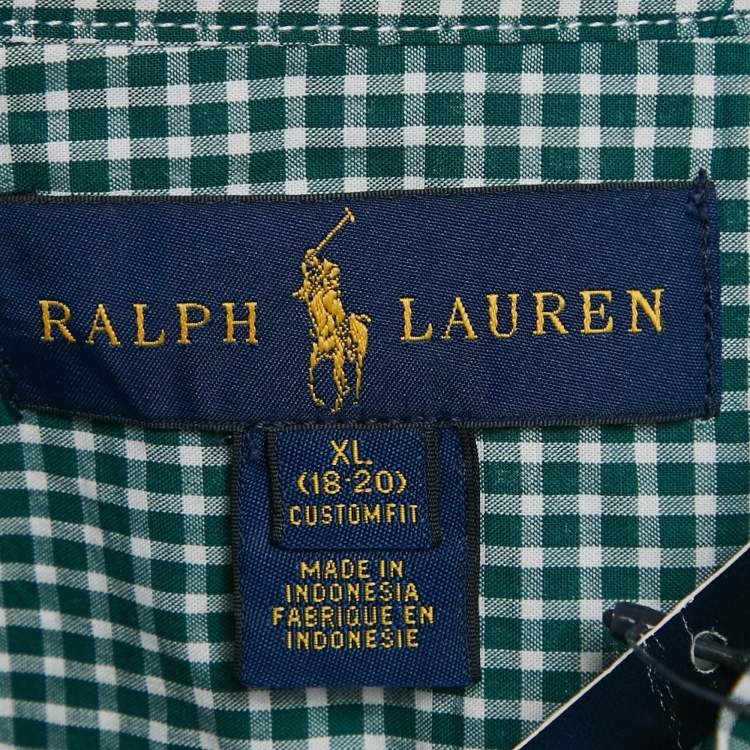 RALPH LAUREN
XL
(18-20)
CUSTOMFIT
MADE IN
INDONESIA
FABRIQUE EN
INDONESIE